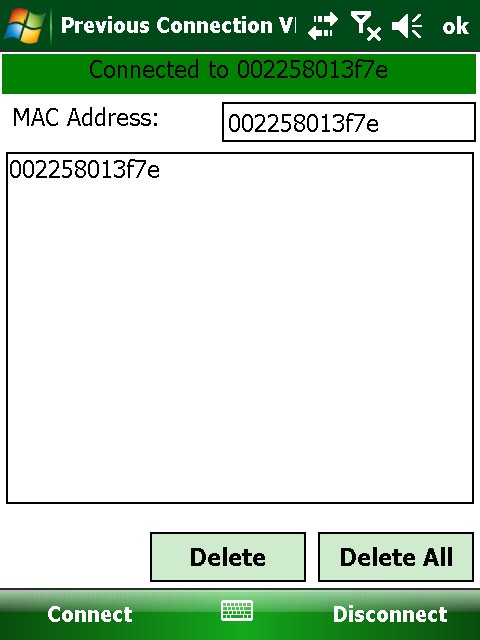 Previous Connection Vi ok
Connected to 002258013f7e
MAC Address: 002258013f7e
002258013f7e
Delete Delete All
Connect Disconnect